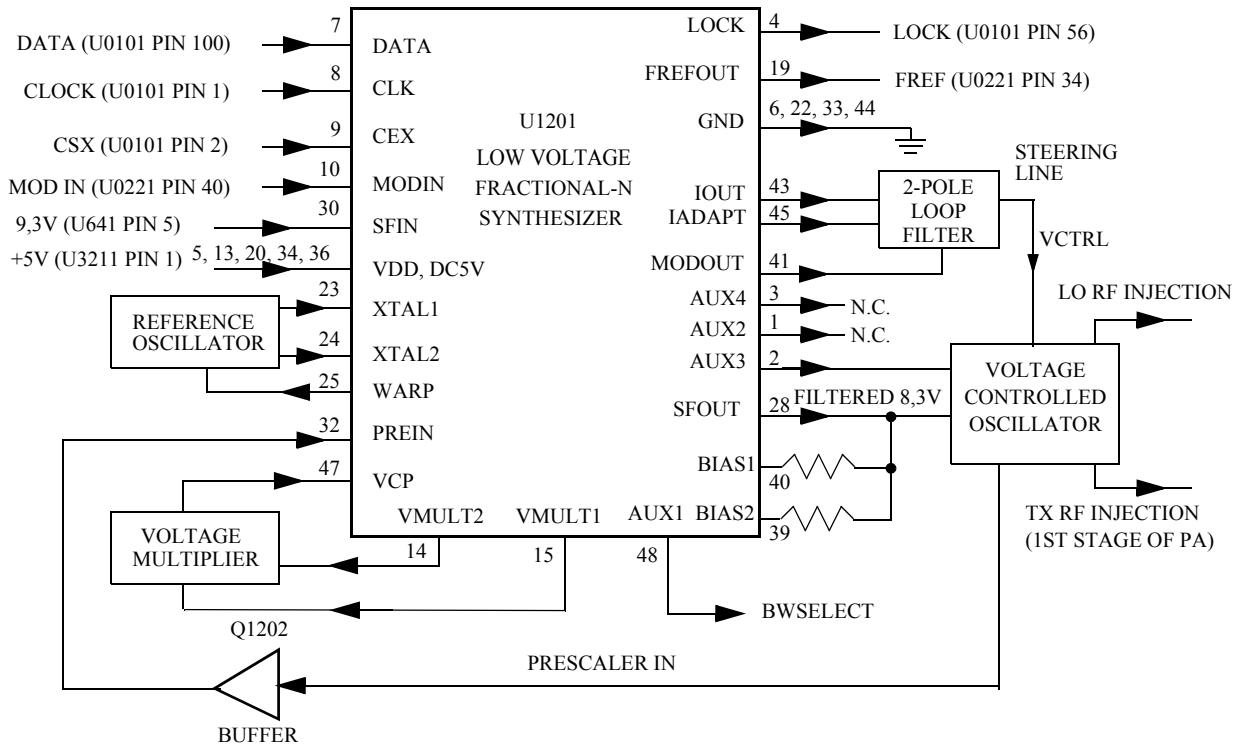 DATA (U0101 PIN 100)
7
DATA
CLOCK (U0101 PIN 1)
8
CLK
CSX (U0101 PIN 2)
9
CEX
MOD IN (U0221 PIN 40)
10
MODIN
9,3V (U641 PIN 5)
30
SFIN
+5V (U3211 PIN 1)
5, 13, 20, 34, 36
VDD, DC5V
23
XTAL1
REFERENCE
OSCILLATOR
24
XTAL2
25
WARP
32
PREIN
47
VCP
VOLTAGE
MULTIPLIER
VMULT2
14
VMULT1
15
AUX1
48
BWSELECT
U1201
LOW VOLTAGE
FRACTIONAL-N
SYNTHESIZER
LOCK
4
LOCK (U0101 PIN 56)
FREFOUT
19
FREF (U0221 PIN 34)
GND
6, 22, 33, 44
IOUT
43
IADAPT
45
2-POLE
LOOP
FILTER
STEERING
LINE
VCTRL
MODOUT
41
AUX4
3
N.C.
AUX2
1
N.C.
AUX3
2
SFOUT
28
FILTERED 8,3V
BIAS1
40
BIAS2
39
LO RF INJECTION
VOLTAGE
CONTROLLED
OSCILLATOR
TX RF INJECTION
(1ST STAGE OF PA)
Q1202
BUFFER
PRESCALER IN